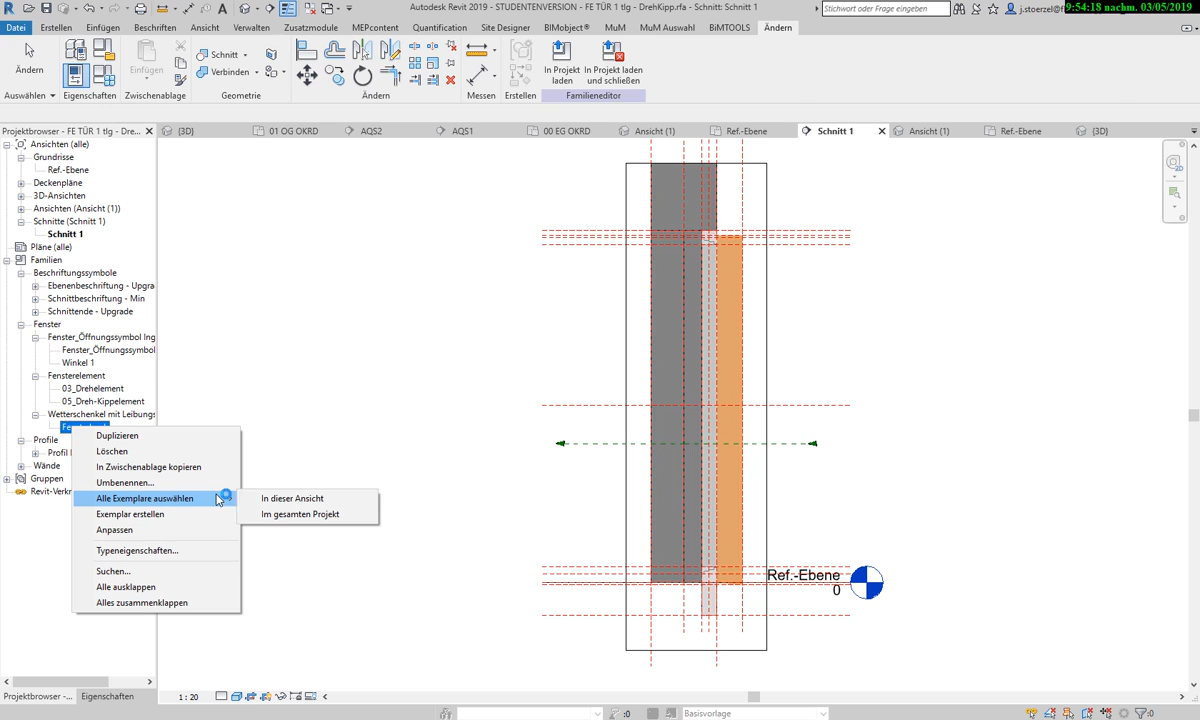 Autodesk Revit 2019 - STUDENTENVERSION - FE TÜR 1 tlg - DrehKipp.rfa - Schnitt: Schnitt 1
Stichwort oder Frage eingeben
9:54:18 nachm. 03/05/2019
Datei Erstellen Einfügen Beschriften Ansicht Verwalten Zusatzmodule MEPcontent Quantification Site Designer BIMobject® MuM MuM Auswahl BiMTOOLS Ändern
Ändern
Einfügen
Schnitt
Verbinden
In Projekt laden
In Projekt laden und schließen
Auswählen Eigenschaften Zwischenablage Geometrie Ändern Messen Erstellen Familieneditor
Projektbrowser - FE TÜR 1 tlg - Dre...
{3D} 01 OG OKRD AQS2 AQS1 00 EG OKRD Ansicht (1) Ref.-Ebene Schnitt 1 Ansicht (1) Ref.-Ebene {3D}
Ansichten (alle)
Grundrisse
Ref.-Ebene
Deckenpläne
3D-Ansichten
Ansichten (Ansicht (1))
Schnitte (Schnitt 1)
Schnitt 1
Pläne (alle)
Familien
Beschriftungssymbole
Ebenenbeschriftung - Upgra
Schnittbeschriftung - Min
Schnittende - Upgrade
Fenster
Fenster_Öffnungssymbol Ing
Fenster_Öffnungssymbol
Winkel 1
Fensterelement
03_Drehelement
05_Dreh-Kippelement
Wetterschenkel mit Leibungs
Profile
Profil
Wände
Gruppen
Revit-Verkr
Duplizieren
Löschen
In Zwischenablage kopieren
Umbenennen...
Alle Exemplare auswählen
Exemplar erstellen
Anpassen
Typeneigenschaften...
Suchen...
Alle ausklappen
Alles zusammenklappen
In dieser Ansicht
Im gesamten Projekt
Ref.-Ebene
0
Projektbrowser -... Eigenschaften
1 : 20
:0
Basisvorlage
:0